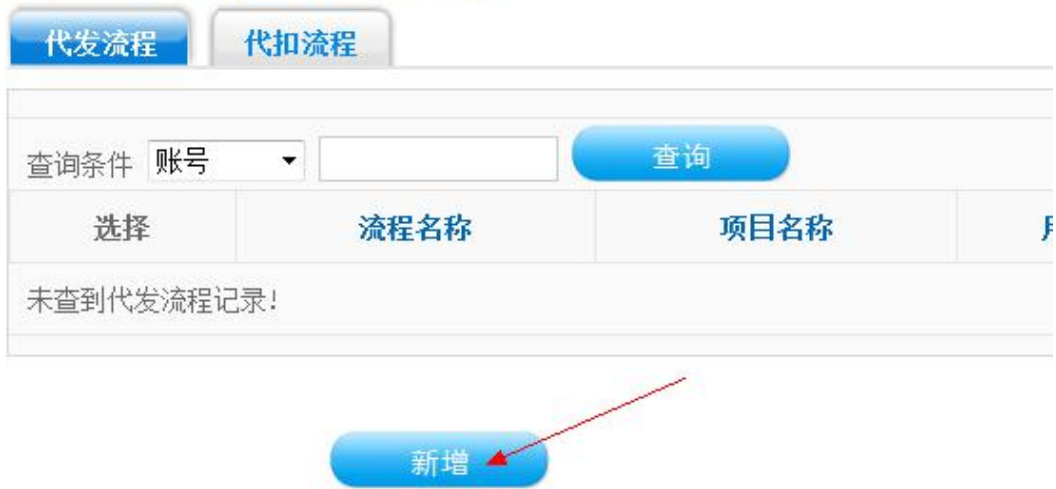 代发流程 代扣流程
查询条件 账号 查询
选择 流程名称 项目名称
未查到代发流程记录!
新增